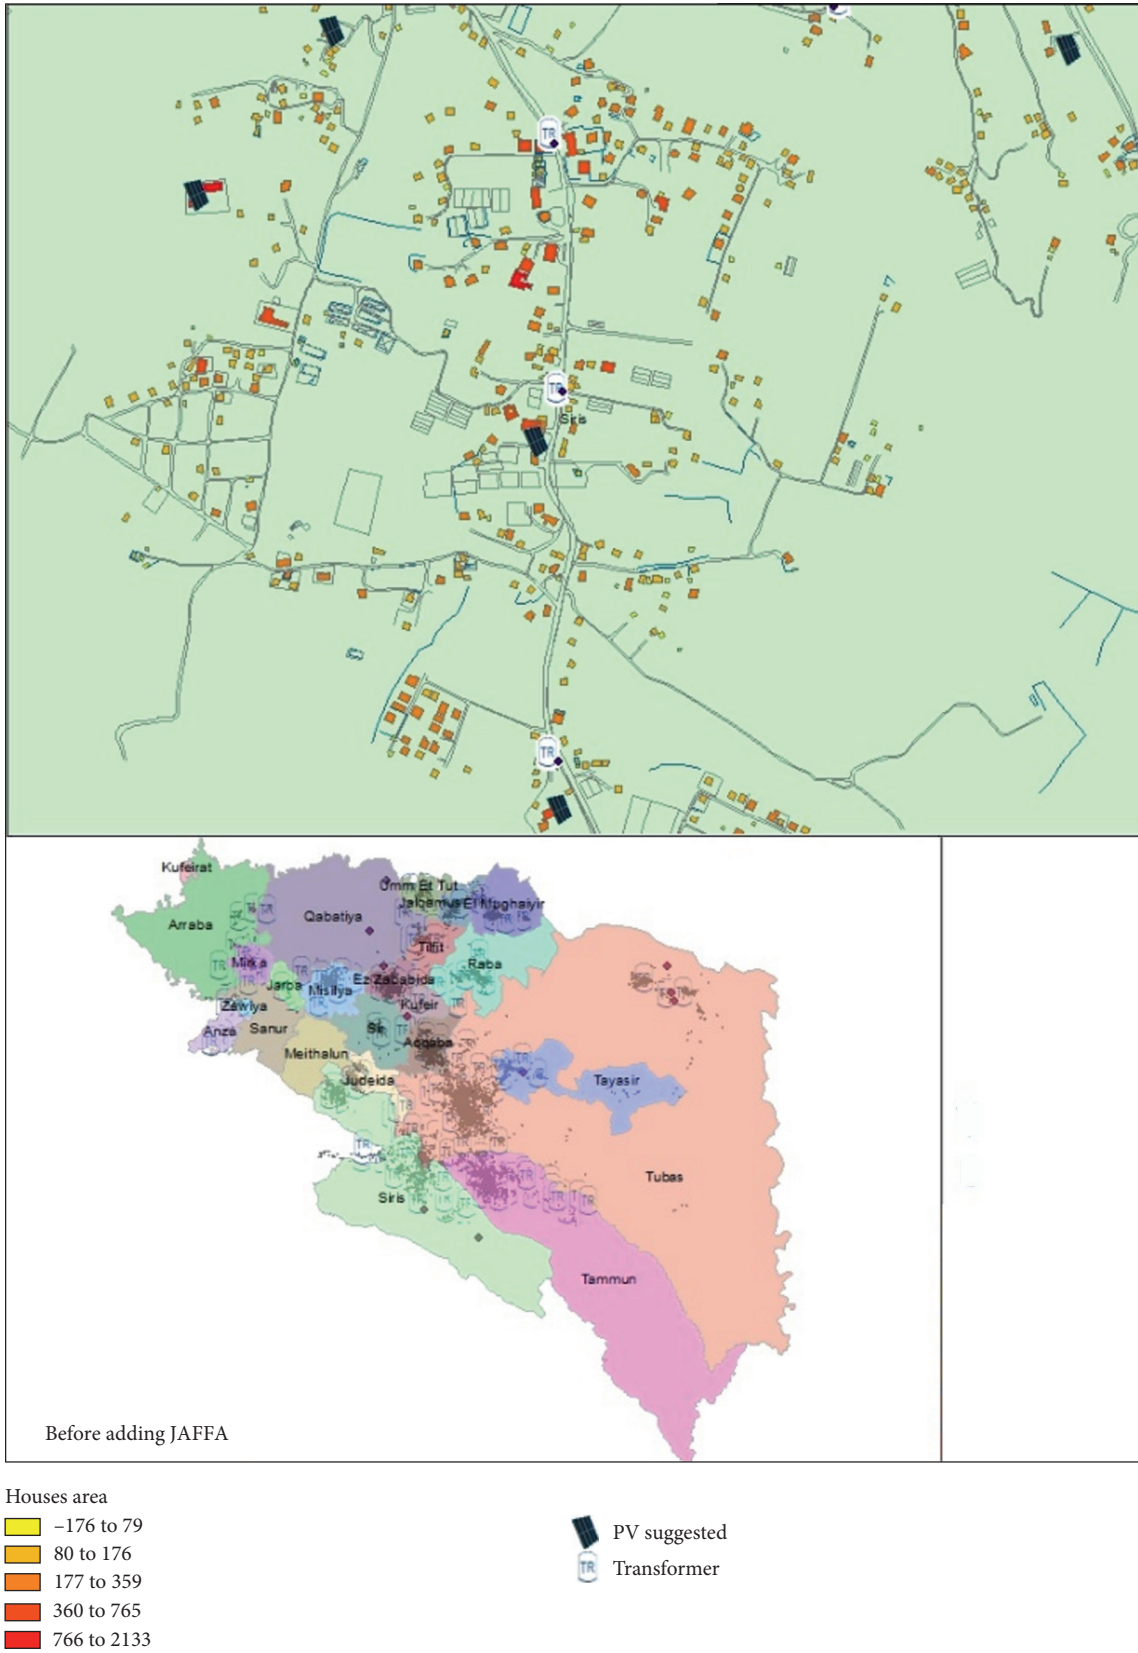 TR
TR
Siris
TR
Kufeirat
Umm Et Tut
Jalqamus
El Mughaiyir
Arraba
Qabatiya
Tilfit
Mirka
Raba
Jarba
Misilya
Ez Zababida
Zawiya
Kufeir
Anza
Sanur
Sir
Aqqaba
Meithalun
Judeida
Tayasir
TR
Tubas
Siris
Tammun
Before adding JAFFA
Houses area
–176 to 79
80 to 176
177 to 359
360 to 765
766 to 2133
PV suggested
TR Transformer